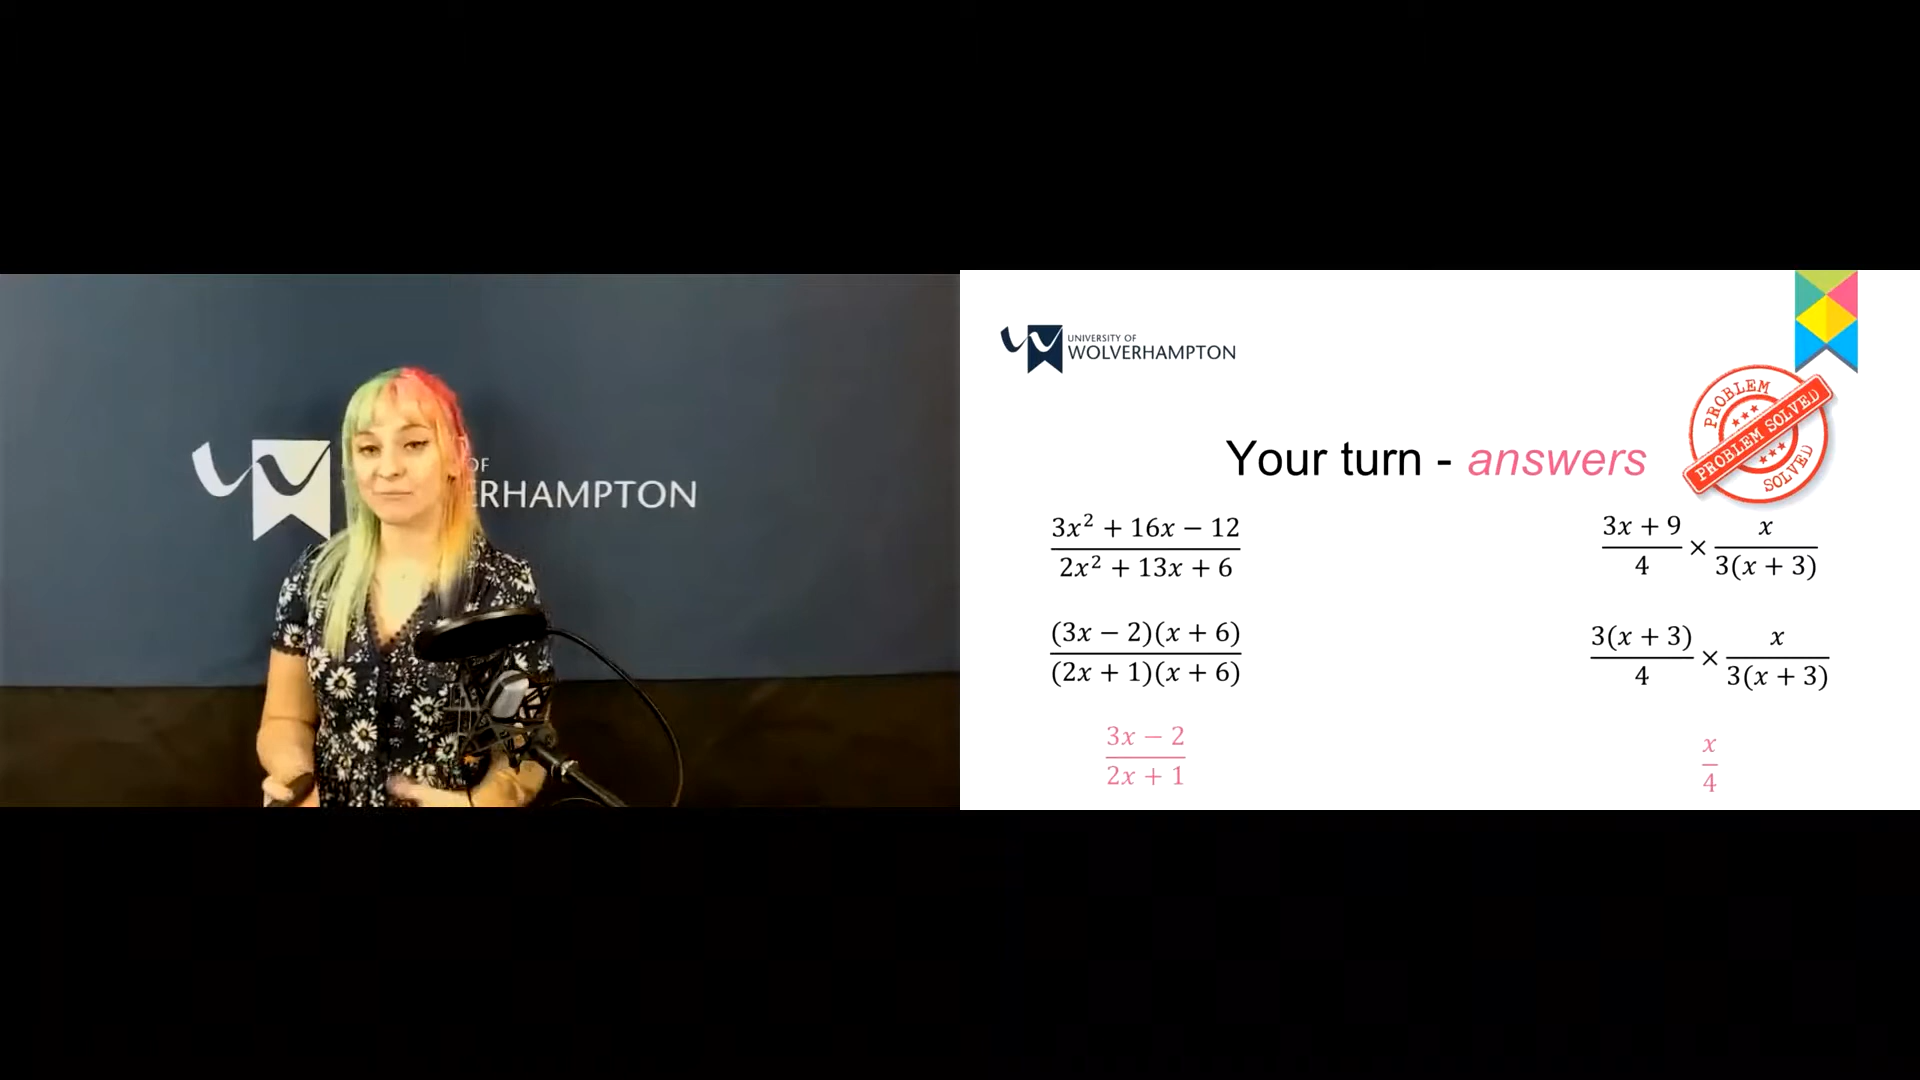 OF
ERHAMPTON
UNIVERSITY OF
WOLVERHAMPTON
PROBLEM
PROBLEM SOLVED
SOLVED
Your turn - answers
3x² + 16x − 12
2x² + 13x + 6
(3x − 2)(x + 6)
(2x + 1)(x + 6)
3x − 2
2x + 1
3x + 9 / 4 × x / 3(x + 3)
3(x + 3) / 4 × x / 3(x + 3)
x
4